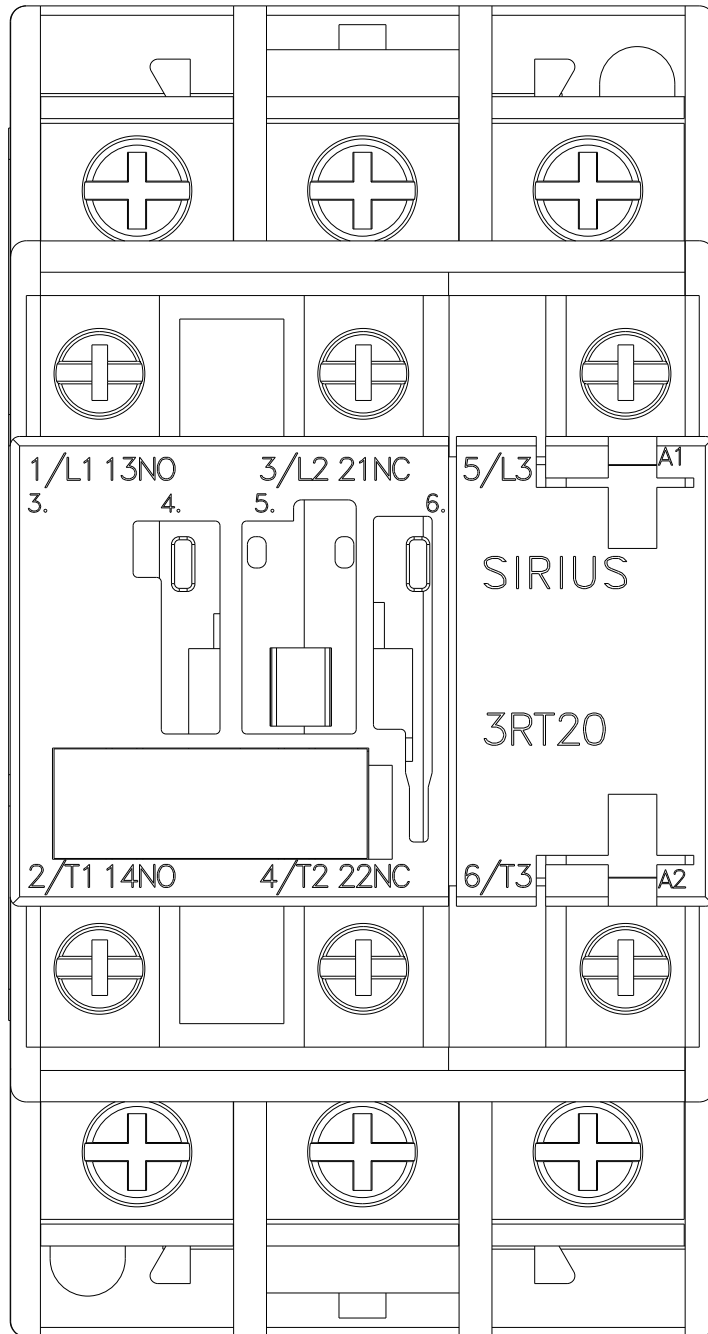 1/L1 13NO 3/L2 21NC 5/L3 A1
3. 4. 5. 6.
SIRIUS
3RT20
2/T1 14NO 4/T2 22NC 6/T3 A2